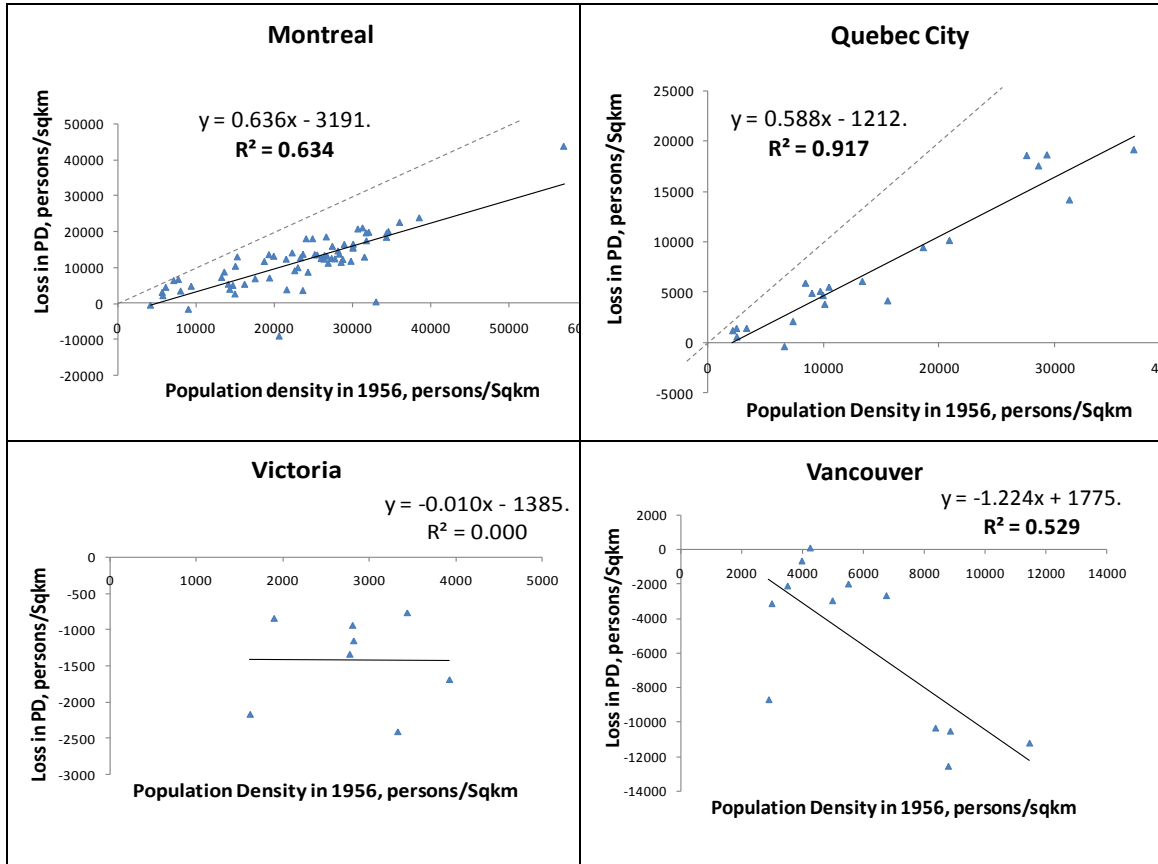 Montreal
Loss in PD, persons/sqkm
y = 0.636x - 3191.
R² = 0.634
50000
40000
30000
20000
10000
0
-10000
-20000
0
10000
20000
30000
40000
50000
60
Population density in 1956, persons/Sqkm
Quebec City
Loss in PD, persons/Sqkm
y = 0.588x - 1212.
R² = 0.917
25000
20000
15000
10000
5000
0
-5000
0
10000
20000
30000
4
Population Density in 1956, persons/Sqkm
Victoria
Loss in PD, persons/Sqkm
y = -0.010x - 1385.
R² = 0.000
0
-500
-1000
-1500
-2000
-2500
-3000
0
1000
2000
3000
4000
5000
Population Density in 1956, persons/Sqkm
Vancouver
Loss in PD, persons/Sqkm
y = -1.224x + 1775.
R² = 0.529
2000
0
-2000
-4000
-6000
-8000
-10000
-12000
-14000
0
2000
4000
6000
8000
10000
12000
14000
Population Density in 1956, persons/sqkm